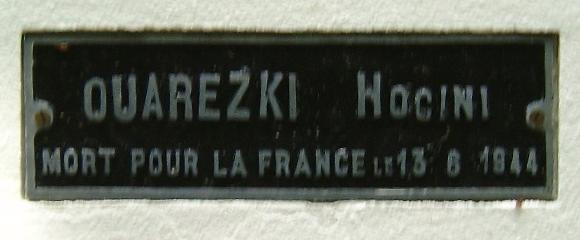 OUAREZKI HOCINI
MORT POUR LA FRANCE LE 13 6 1944